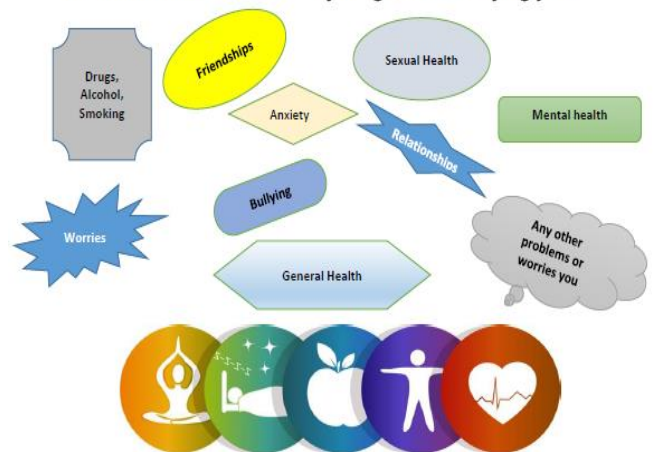 Drugs,
Alcohol,
Smoking
Friendships
Sexual Health
Anxiety
Relationships
Mental health
Bullying
Worries
Any other
problems or
worries you
General Health